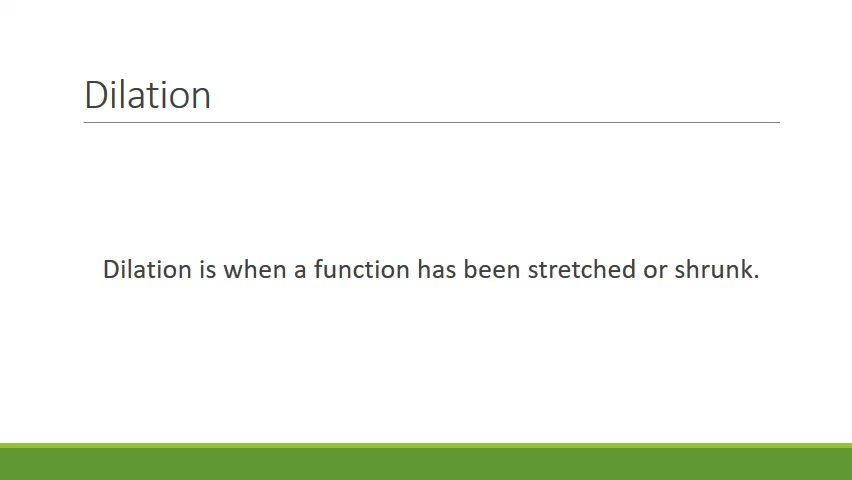 Dilation
Dilation is when a function has been stretched or shrunk.